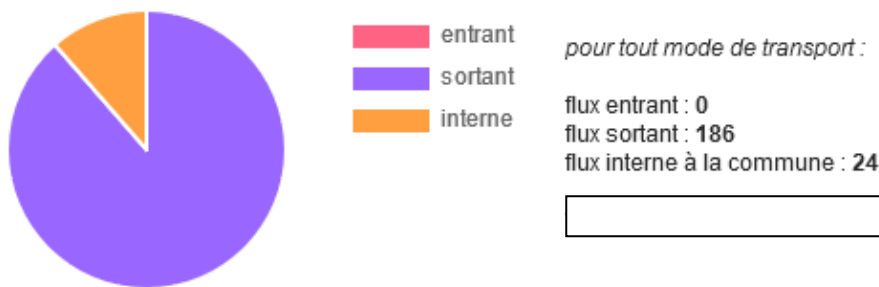 entrant
sortant
interne
pour tout mode de transport :
flux entrant : 0
flux sortant : 186
flux interne à la commune : 24